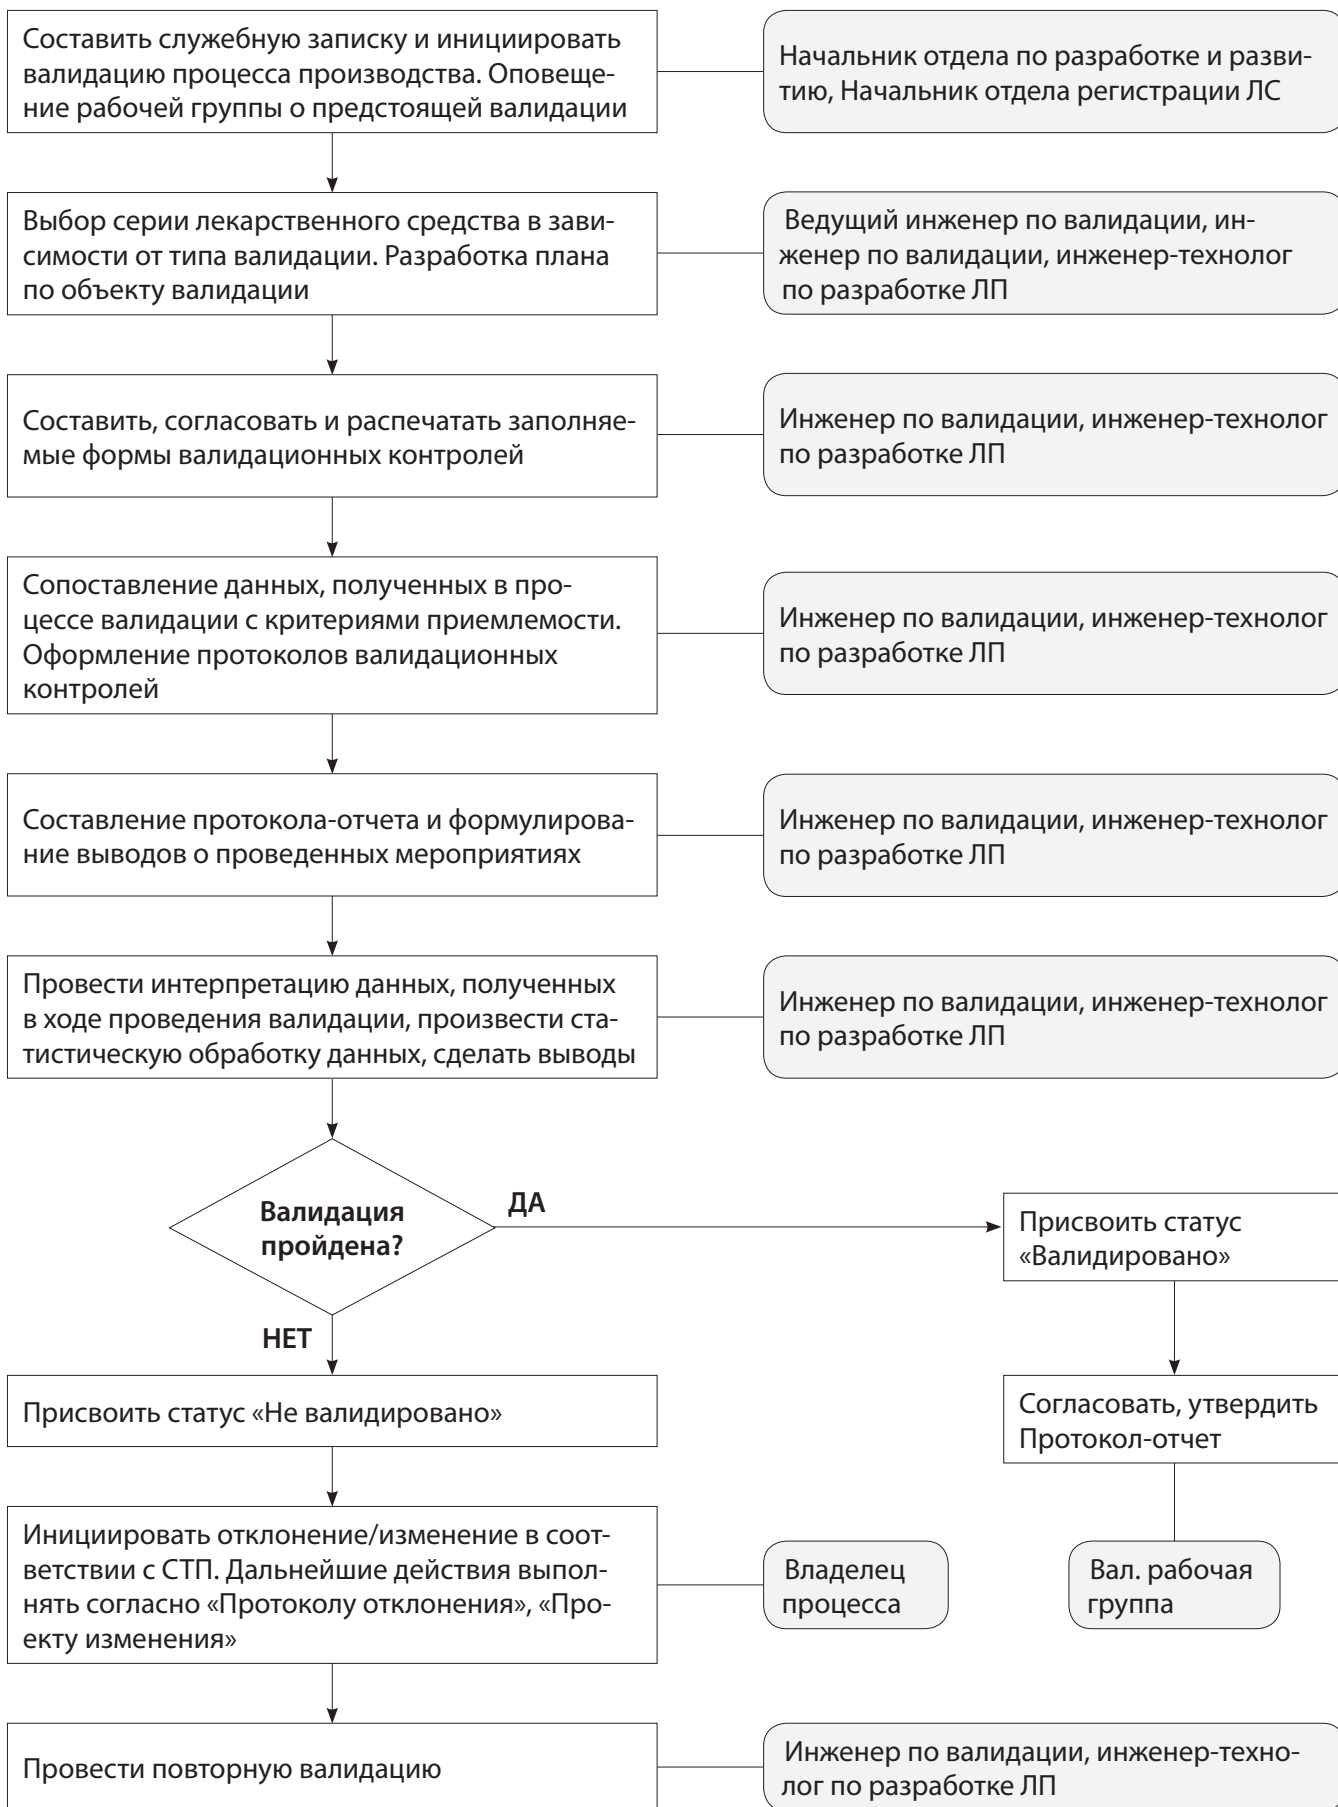 Составить служебную записку и инициировать
валидацию процесса производства. Оповеще-
ние рабочей группы о предстоящей валидации
Начальник отдела по разработке и разви-
тию, Начальник отдела регистрации ЛС
Выбор серии лекарственного средства в зави-
симости от типа валидации. Разработка плана
по объекту валидации
Ведущий инженер по валидации, ин-
женер по валидации, инженер-технолог
по разработке ЛП
Составить, согласовать и распечатать заполняе-
мые формы валидационных контролей
Инженер по валидации, инженер-технолог
по разработке ЛП
Сопоставление данных, полученных в про-
цессе валидации с критериями приемлемости.
Оформление протоколов валидационных
контролей
Инженер по валидации, инженер-технолог
по разработке ЛП
Составление протокола-отчета и формулирова-
ние выводов о проведенных мероприятиях
Инженер по валидации, инженер-технолог
по разработке ЛП
Провести интерпретацию данных, полученных
в ходе проведения валидации, произвести ста-
тистическую обработку данных, сделать выводы
Инженер по валидации, инженер-технолог
по разработке ЛП
Валидация
пройдена?
ДА
Присвоить статус
«Валидировано»
НЕТ
Присвоить статус «Не валидировано»
Согласовать, утвердить
Протокол-отчет
Инициировать отклонение/изменение в соот-
ветствии с СТП. Дальнейшие действия выпол-
нять согласно «Протоколу отклонения», «Про-
екту изменения»
Владелец
процесса
Вал. рабочая
группа
Провести повторную валидацию
Инженер по валидации, инженер-техно-
лог по разработке ЛП